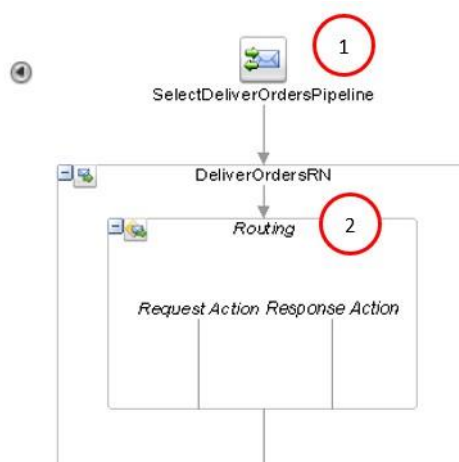 1
SelectDeliverOrdersPipeline
DeliverOrdersRN
Routing
2
Request Action Response Action